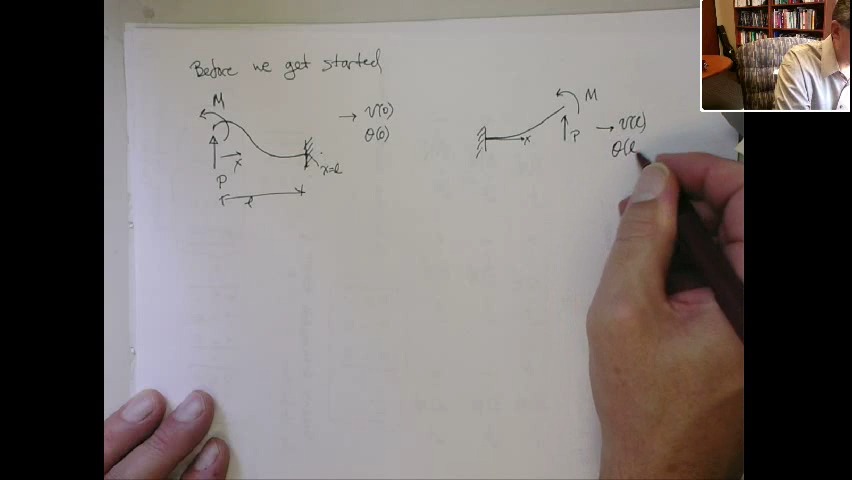 Before we get started
M
→ v(0)
θ(0)
P
x
x=l
l
M
P
x
→ v(l)
θ(l